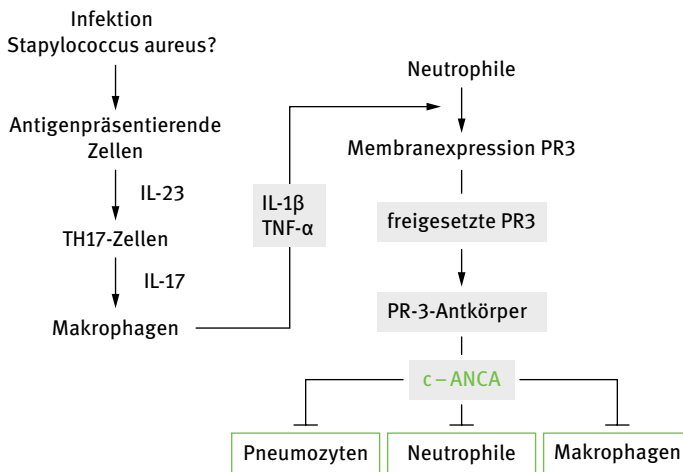 Infektion
Stapylococcus aureus?
Antigenpräsentierende
Zellen
IL-23
TH17-Zellen
IL-17
Makrophagen
IL-1β
TNF-α
Neutrophile
Membranexpression PR3
freigesetzte PR3
PR-3-Antkörper
c – ANCA
Pneumozyten
Neutrophile
Makrophagen